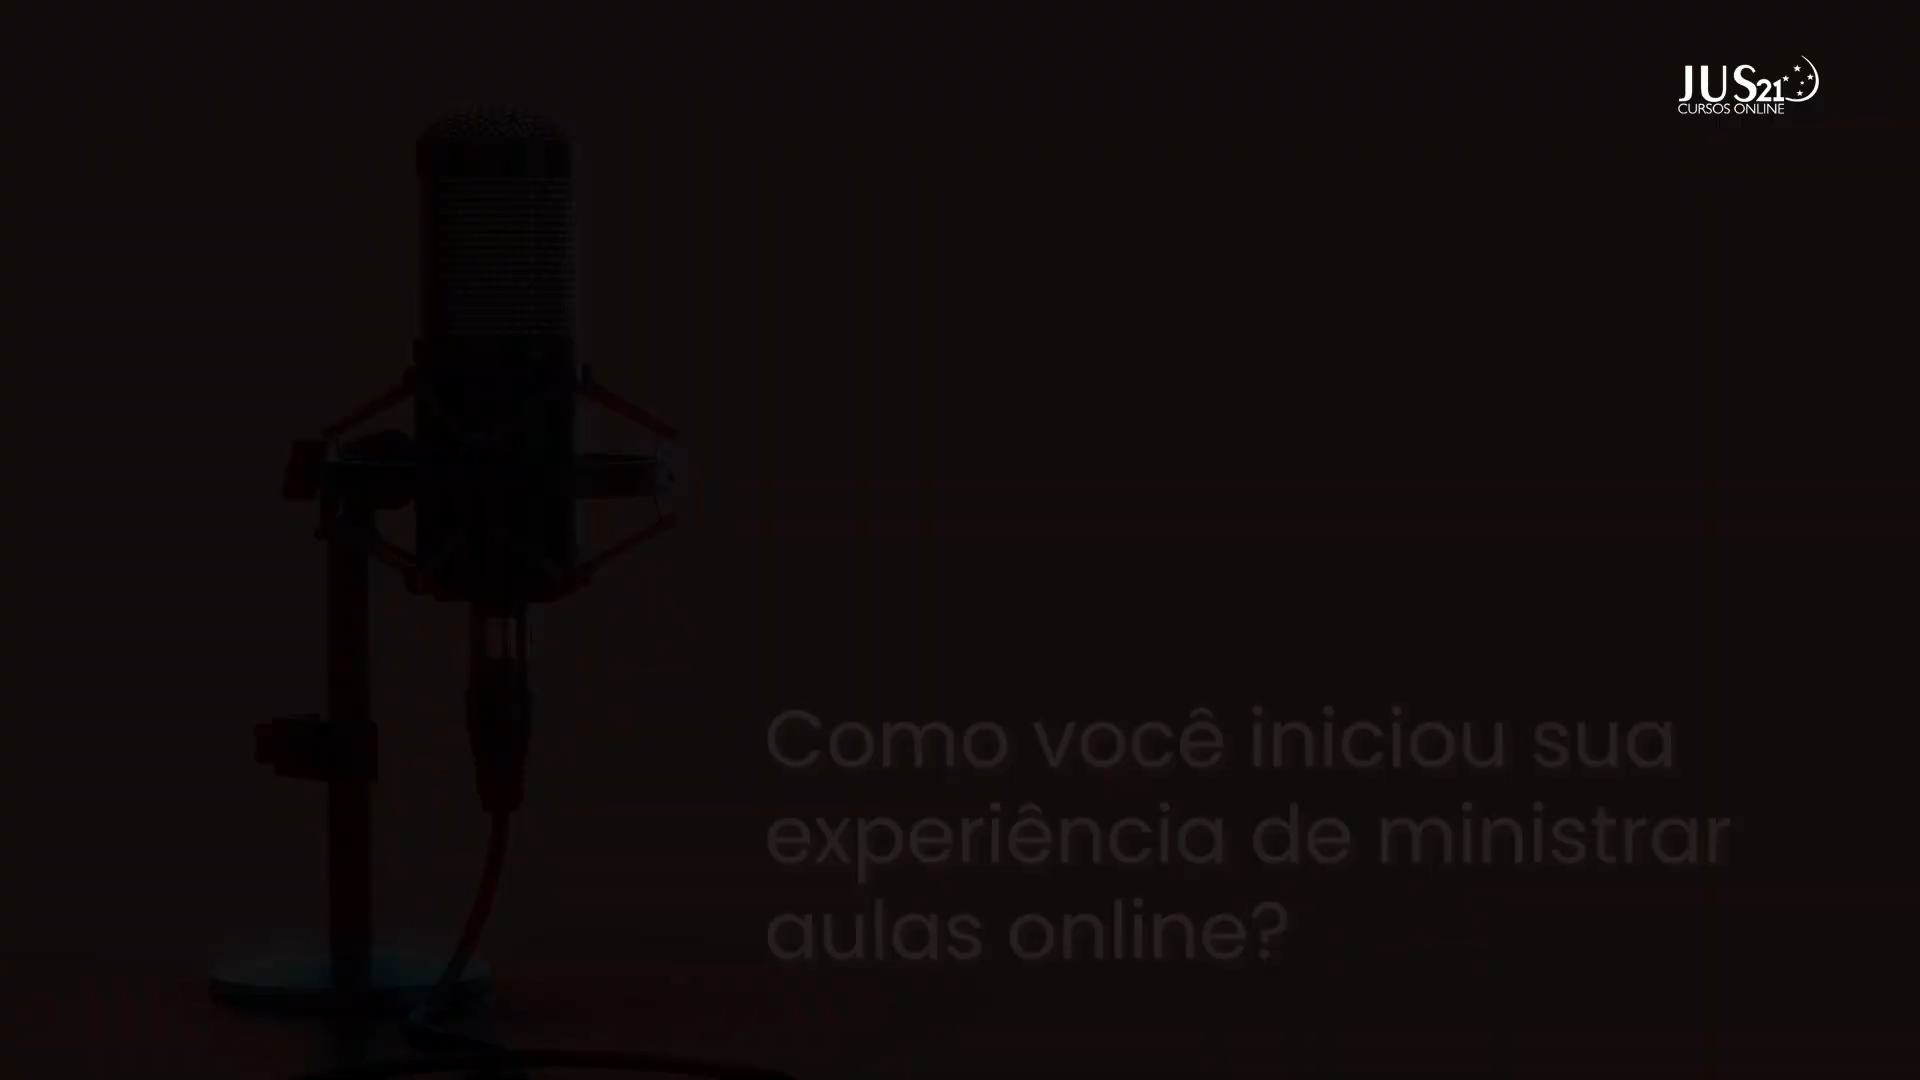 JUS21
CURSOS ONLINE
Como você iniciou sua
experiência de ministrar
aulas online?